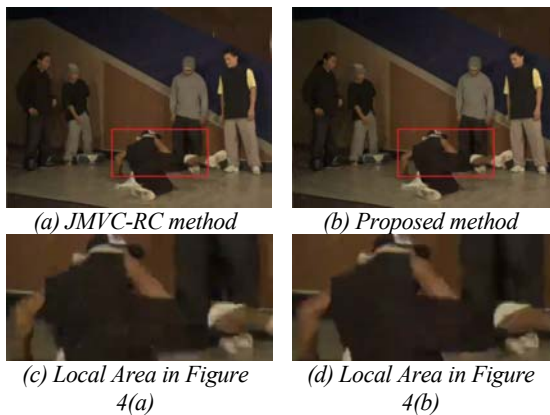 (a) JMVC-RC method
(b) Proposed method
(c) Local Area in Figure
4(a)
(d) Local Area in Figure
4(b)